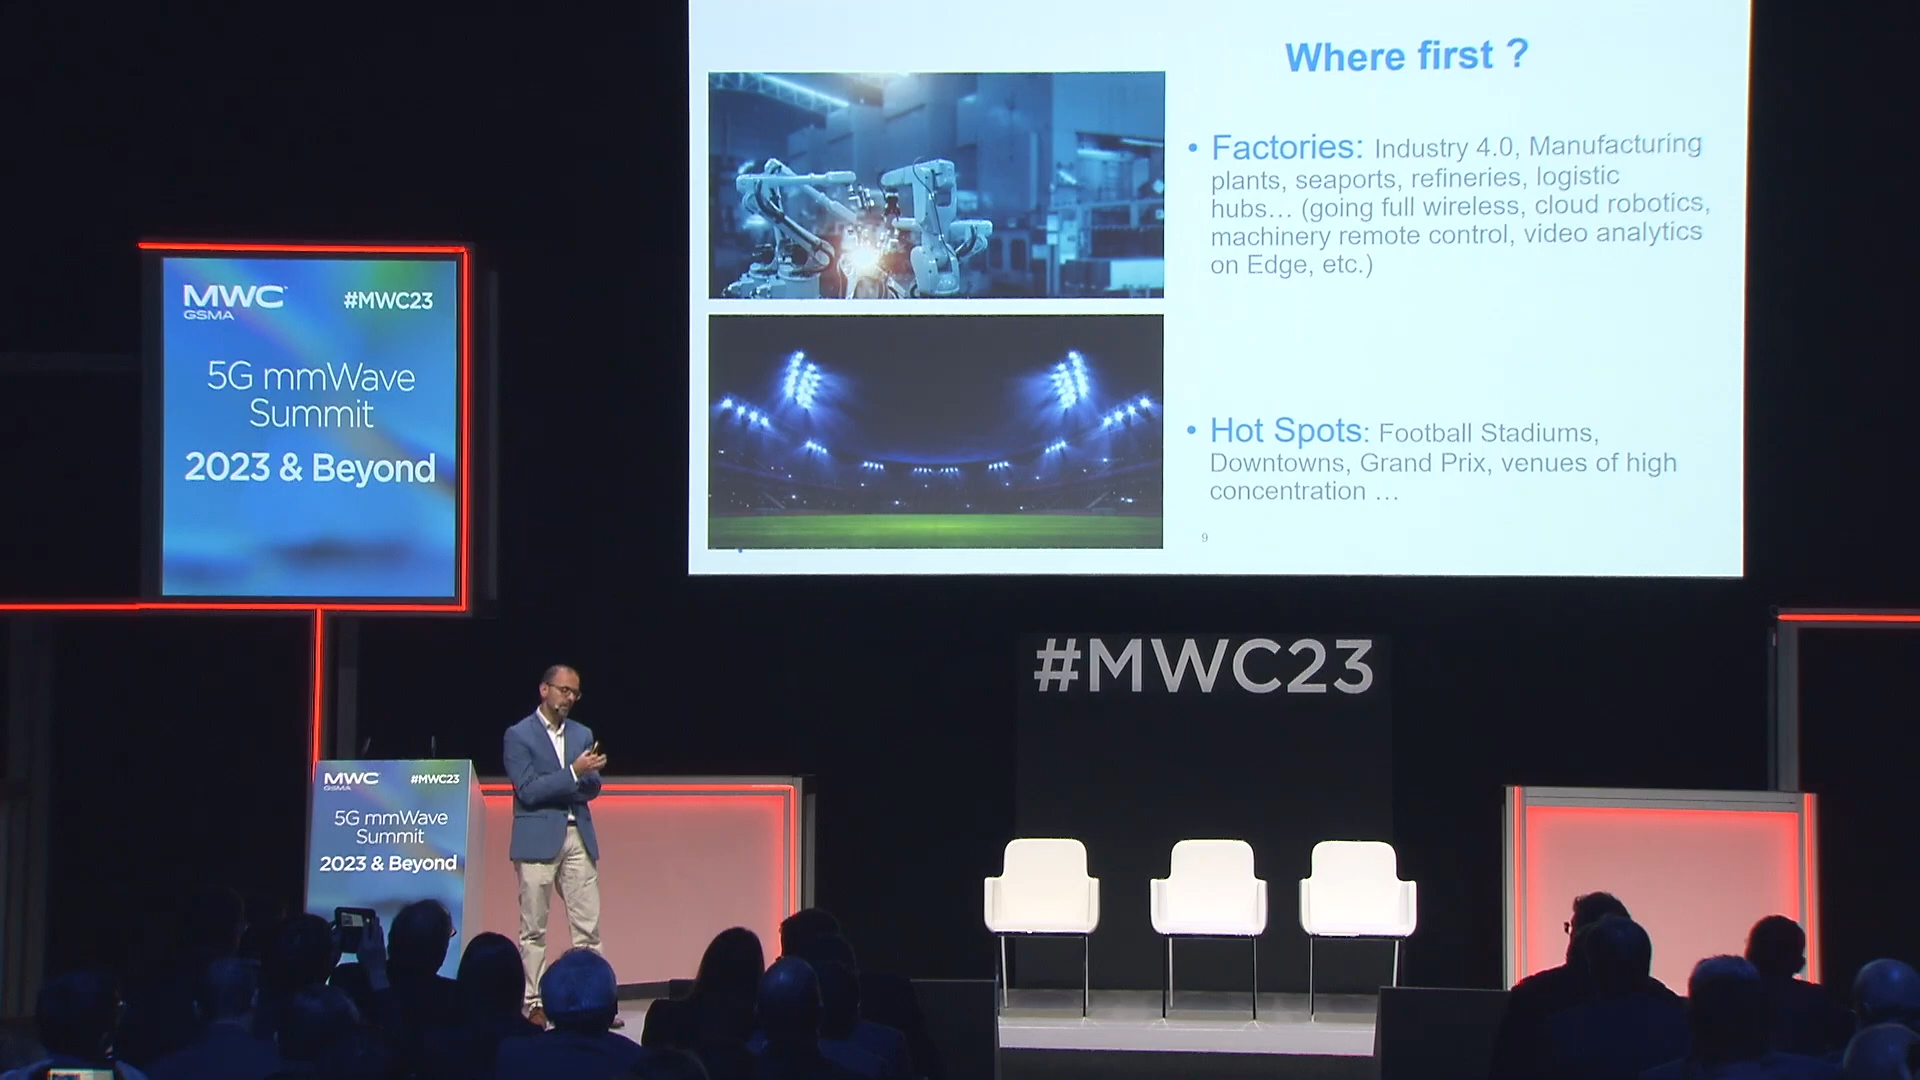 Where first ?
• Factories: Industry 4.0, Manufacturing
plants, seaports, refineries, logistic
hubs... (going full wireless, cloud robotics,
machinery remote control, video analytics
on Edge, etc.)
• Hot Spots: Football Stadiums,
Downtowns, Grand Prix, venues of high
concentration ...
9
MWC #MWC23
GSMA
5G mmWave
Summit
2023 & Beyond
#MWC23
MWC #MWC23
GSMA
5G mmWave
Summit
2023 & Beyond